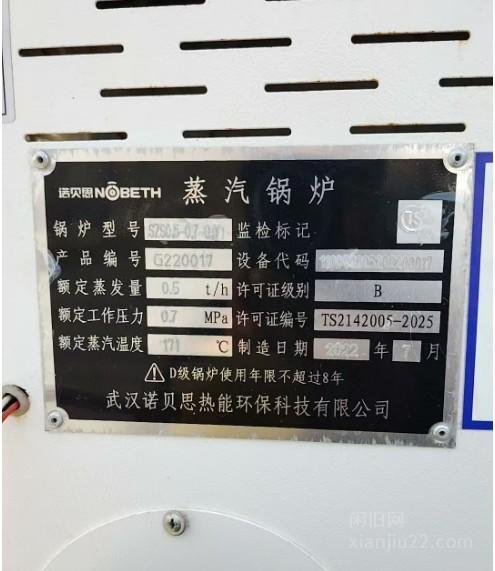 诺贝思NOBETH 蒸汽锅炉
锅炉型号 监检标记 TS
产品编号 G220017 设备代码
额定蒸发量 0.5 t/h 许可证级别 B
额定工作压力 0.7 MPa 许可证编号 TS2142005-2025
额定蒸汽温度 171 ℃ 制造日期 2022 年 7 月
D级锅炉使用年限不超过8年
武汉诺贝思热能环保科技有限公司
闲旧网
xianjiu22.com